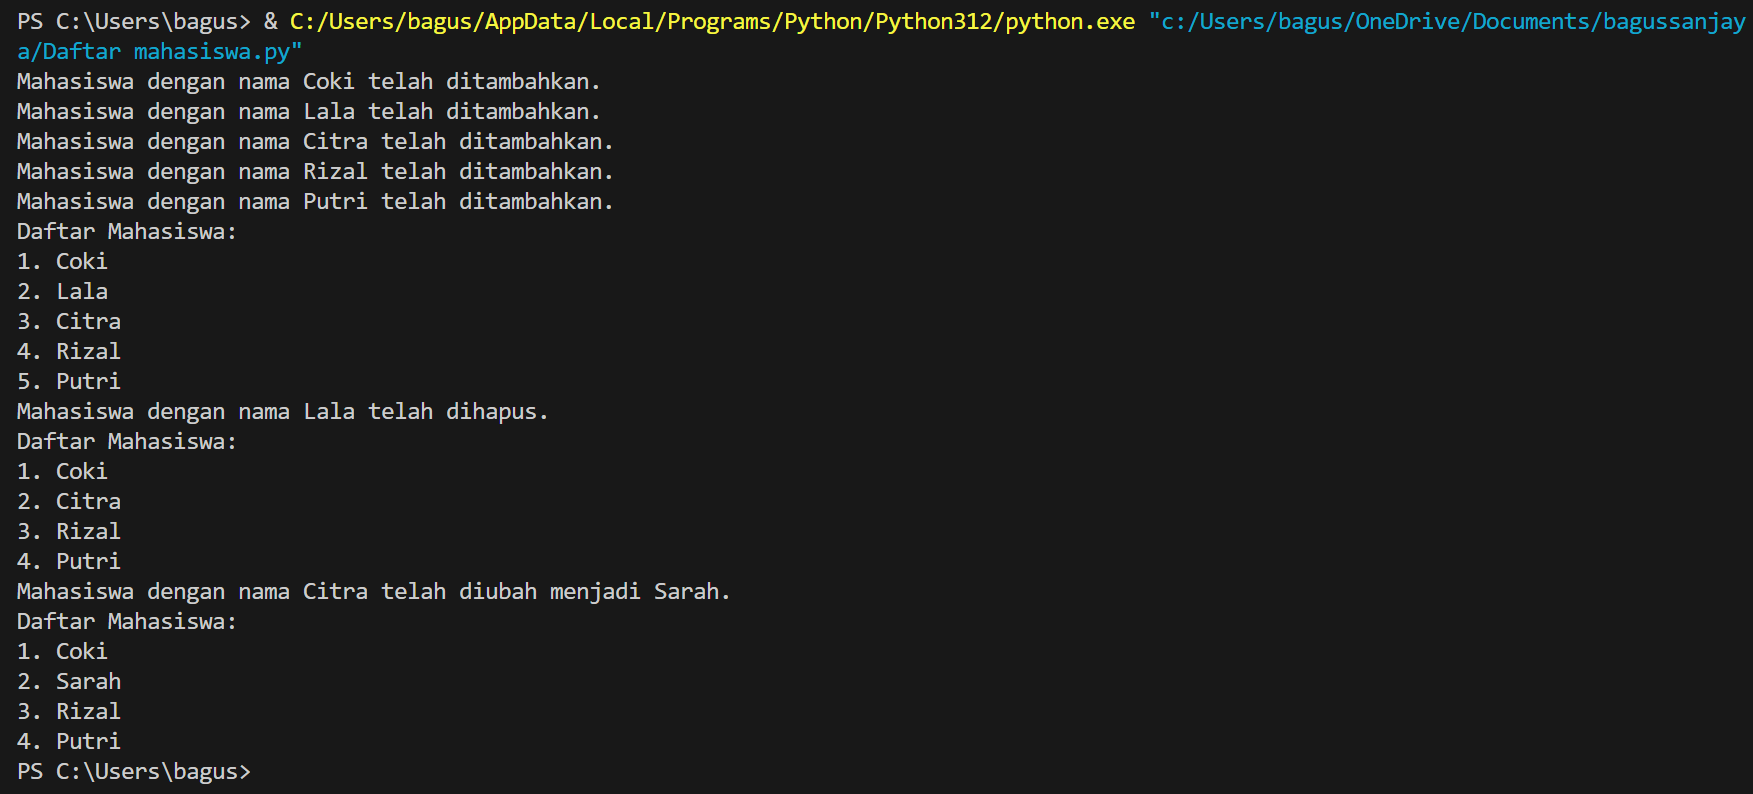 PS C:\Users\bagus> & C:/Users/bagus/AppData/Local/Programs/Python/Python312/python.exe "c:/Users/bagus/OneDrive/Documents/bagussanjay
a/Daftar mahasiswa.py"
Mahasiswa dengan nama Coki telah ditambahkan.
Mahasiswa dengan nama Lala telah ditambahkan.
Mahasiswa dengan nama Citra telah ditambahkan.
Mahasiswa dengan nama Rizal telah ditambahkan.
Mahasiswa dengan nama Putri telah ditambahkan.
Daftar Mahasiswa:
1. Coki
2. Lala
3. Citra
4. Rizal
5. Putri
Mahasiswa dengan nama Lala telah dihapus.
Daftar Mahasiswa:
1. Coki
2. Citra
3. Rizal
4. Putri
Mahasiswa dengan nama Citra telah diubah menjadi Sarah.
Daftar Mahasiswa:
1. Coki
2. Sarah
3. Rizal
4. Putri
PS C:\Users\bagus>